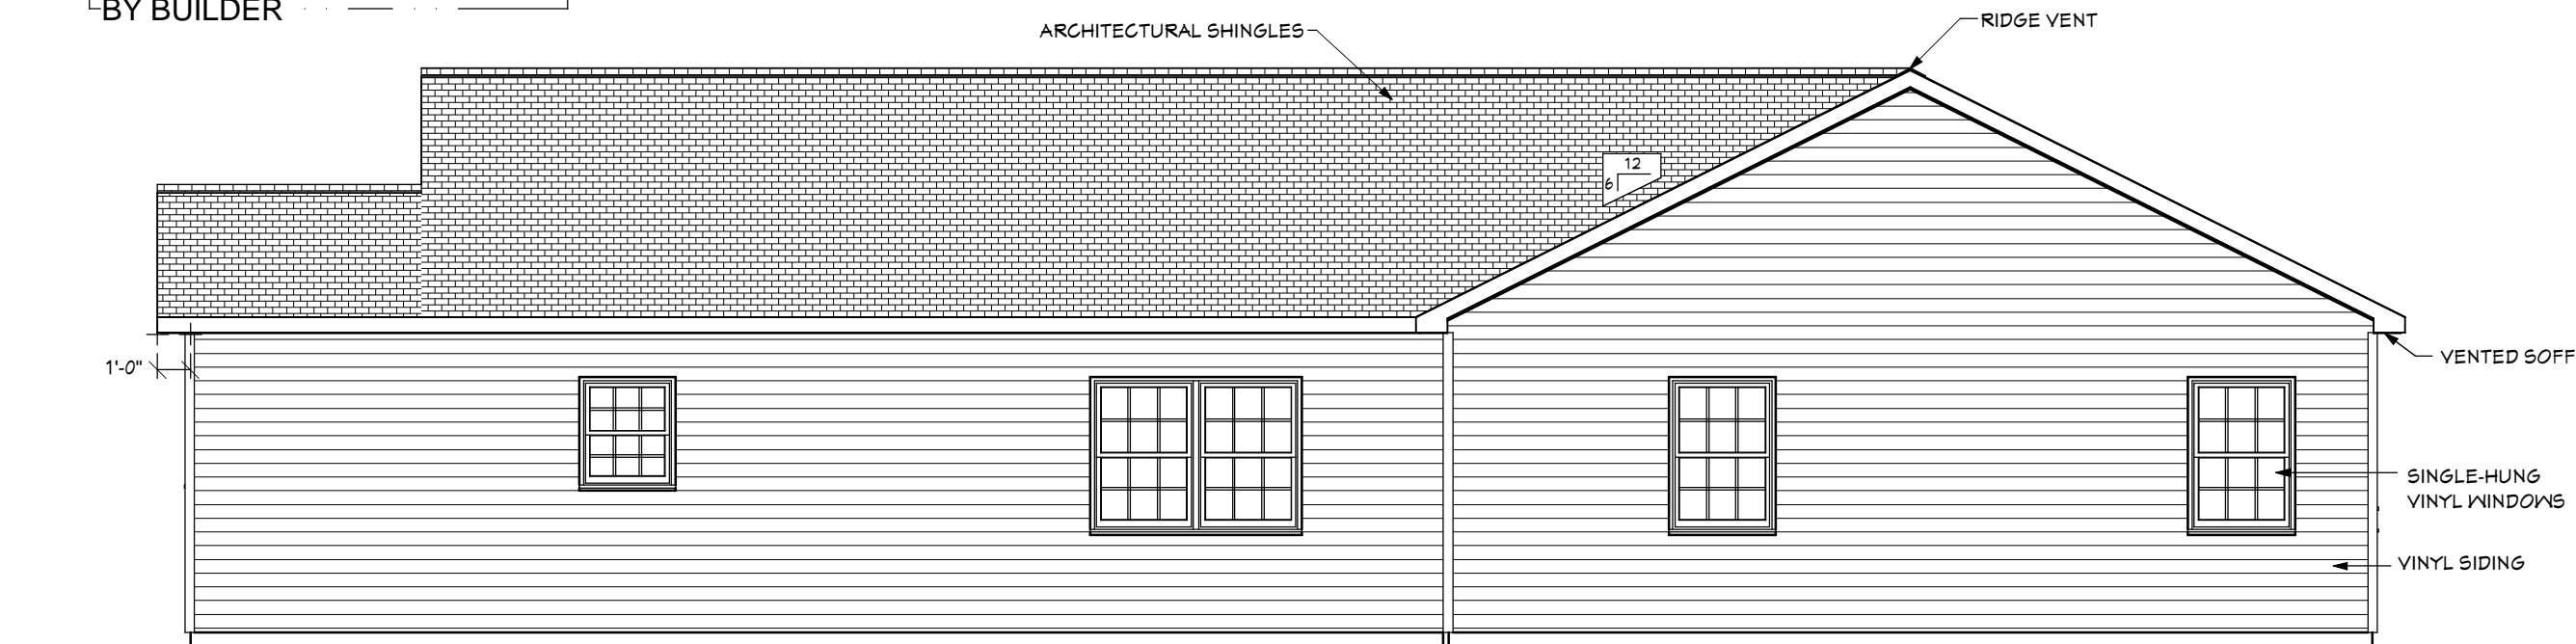 BY BUILDER
ARCHITECTURAL SHINGLES
RIDGE VENT
12
6
1'-0"
VENTED SOFF
SINGLE-HUNG
VINYL WINDOWS
VINYL SIDING